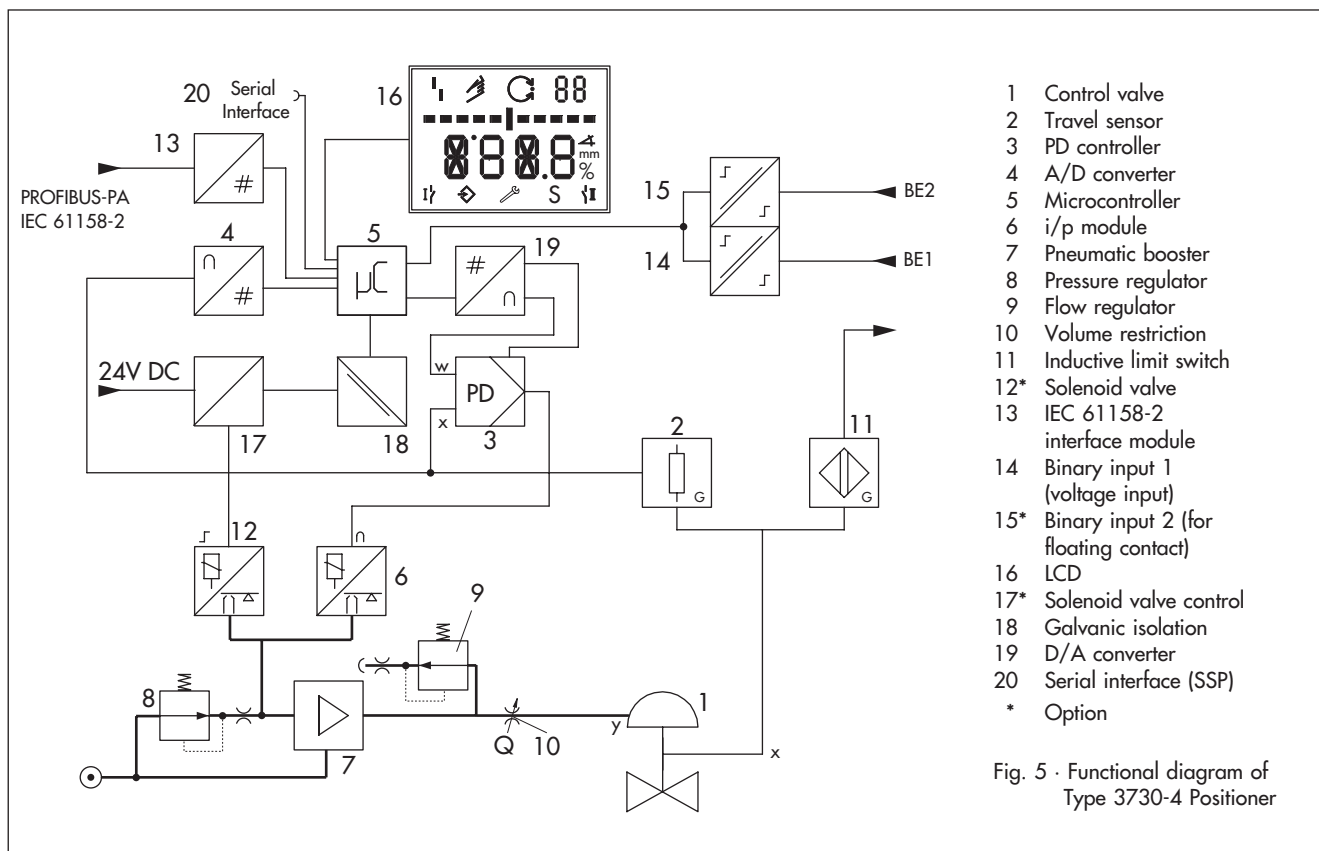 20 Serial
Interface
16
88
8.88.8
mm
%
S
13
#
PROFIBUS-PA
IEC 61158-2
15
BE2
14
BE1
4
∩
#
5
µC
19
#
∩
24V DC
17
18
w
PD
x
3
2
G
11
G
12
∩
6
9
8
7
Q
10
y
1
x
1 Control valve
2 Travel sensor
3 PD controller
4 A/D converter
5 Microcontroller
6 i/p module
7 Pneumatic booster
8 Pressure regulator
9 Flow regulator
10 Volume restriction
11 Inductive limit switch
12* Solenoid valve
13 IEC 61158-2
interface module
14 Binary input 1
(voltage input)
15* Binary input 2 (for
floating contact)
16 LCD
17* Solenoid valve control
18 Galvanic isolation
19 D/A converter
20 Serial interface (SSP)
* Option
Fig. 5 · Functional diagram of
Type 3730-4 Positioner